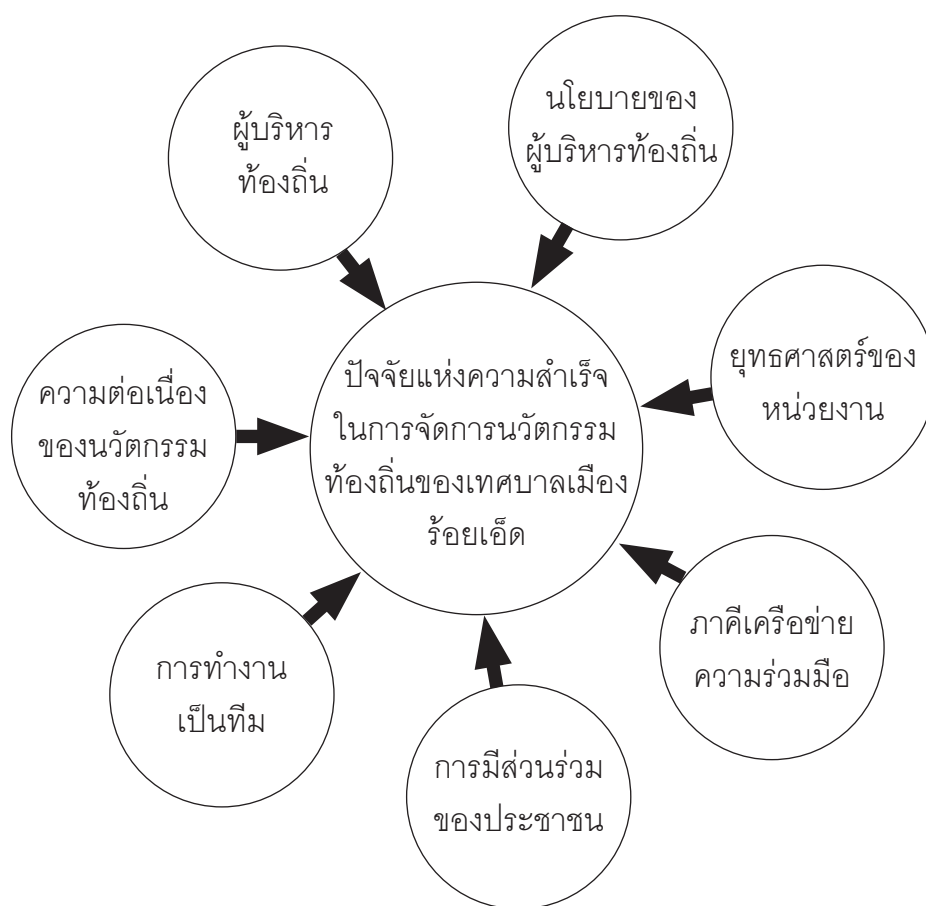 ผู้บริหาร
ท้องถิ่น
นโยบายของ
ผู้บริหารท้องถิ่น
ยุทธศาสตร์ของ
หน่วยงาน
ภาคีเครือข่าย
ความร่วมมือ
การมีส่วนร่วม
ของประชาชน
การทำงาน
เป็นทีม
ความต่อเนื่อง
ของนวัตกรรม
ท้องถิ่น
ปัจจัยแห่งความสำเร็จ
ในการจัดการนวัตกรรม
ท้องถิ่นของเทศบาลเมือง
ร้อยเอ็ด